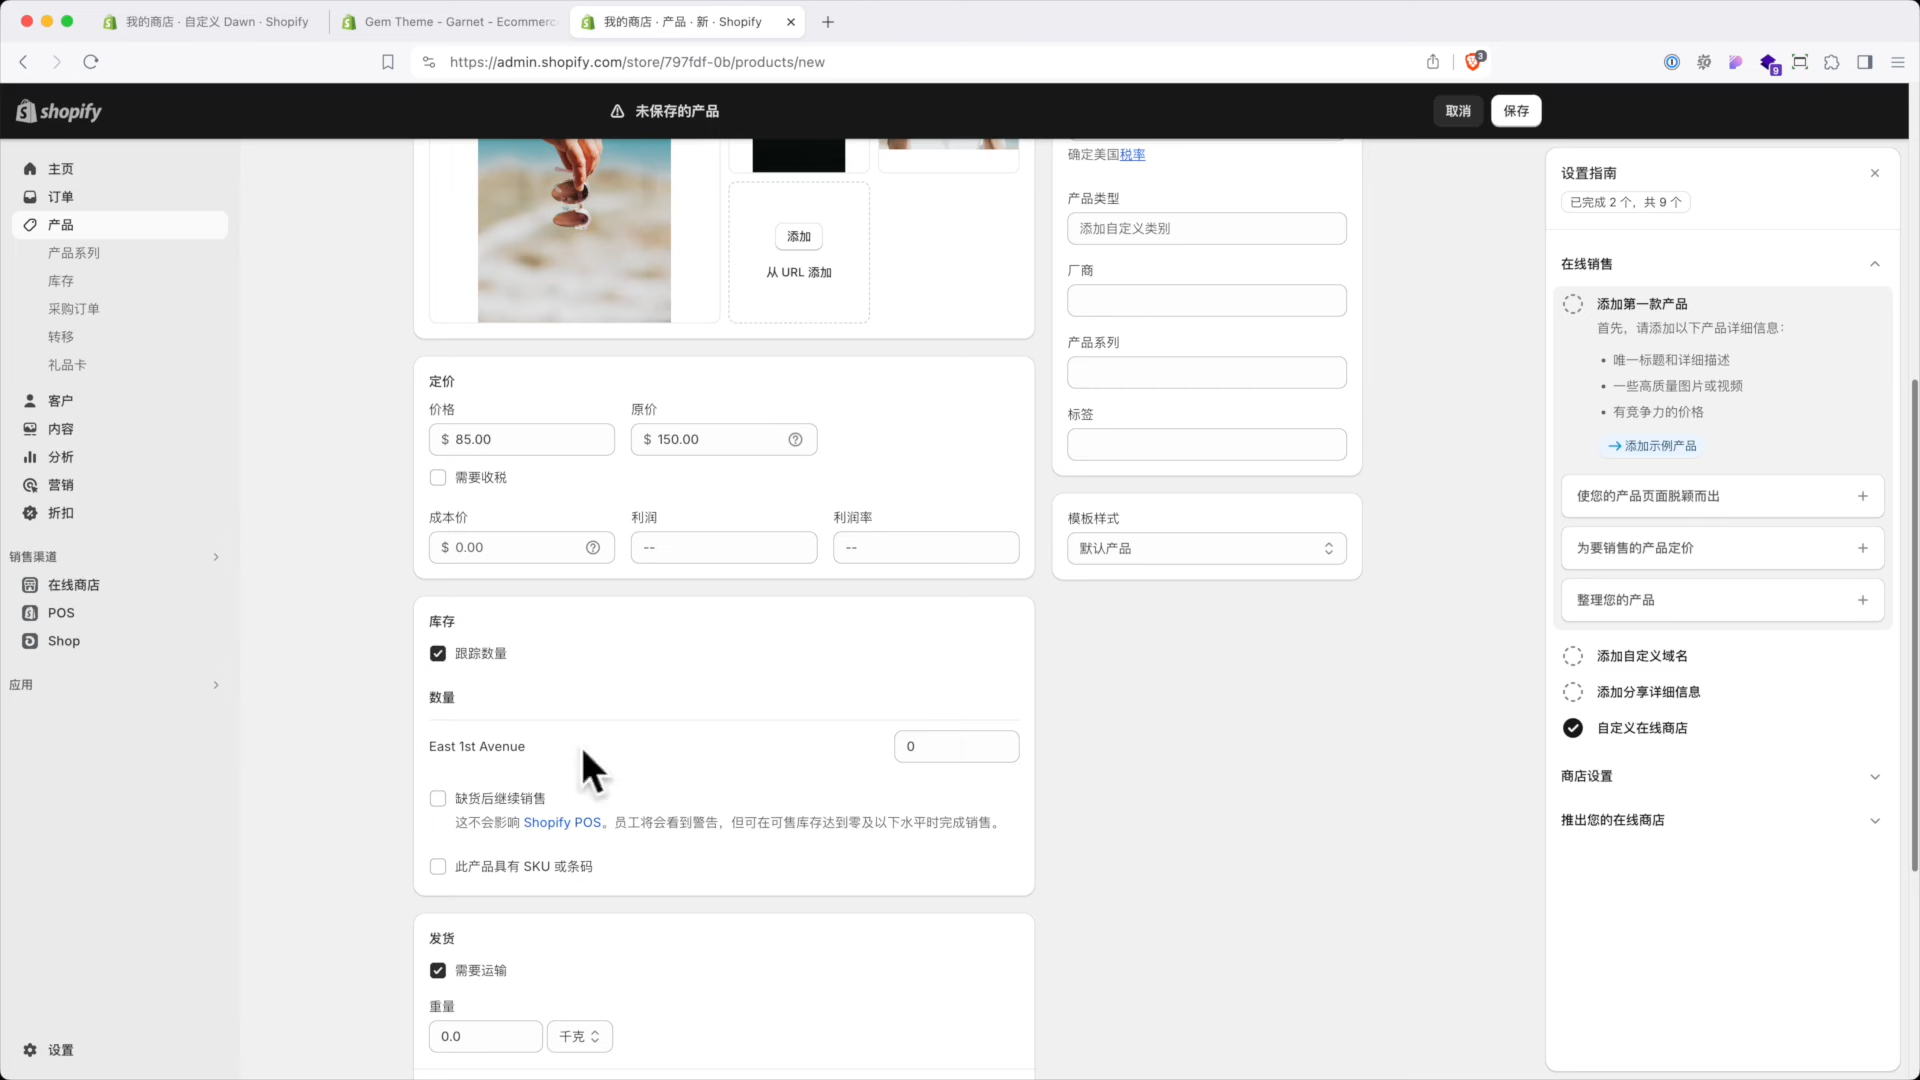 我的商店 · 自定义 Dawn · Shopify
Gem Theme - Garnet - Ecommerc
我的商店 · 产品 · 新 · Shopify
https://admin.shopify.com/store/797fdf-0b/products/new
3
9
shopify
未保存的产品
取消
保存
主页
订单
产品
产品系列
库存
采购订单
转移
礼品卡
客户
内容
分析
营销
折扣
销售渠道
在线商店
POS
Shop
应用
设置
添加
从 URL 添加
定价
价格
原价
$ 85.00
$ 150.00
需要收税
成本价
利润
利润率
$ 0.00
--
--
库存
跟踪数量
数量
East 1st Avenue
0
缺货后继续销售
这不会影响 Shopify POS。员工将会看到警告，但可在可售库存达到零及以下水平时完成销售。
此产品具有 SKU 或条码
发货
需要运输
重量
0.0
千克
确定美国税率
产品类型
添加自定义类别
厂商
产品系列
标签
模板样式
默认产品
设置指南
已完成 2 个，共 9 个
在线销售
添加第一款产品
首先，请添加以下产品详细信息：
• 唯一标题和详细描述
• 一些高质量图片或视频
• 有竞争力的价格
添加示例产品
使您的产品页面脱颖而出
为要销售的产品定价
整理您的产品
添加自定义域名
添加分享详细信息
自定义在线商店
商店设置
推出您的在线商店